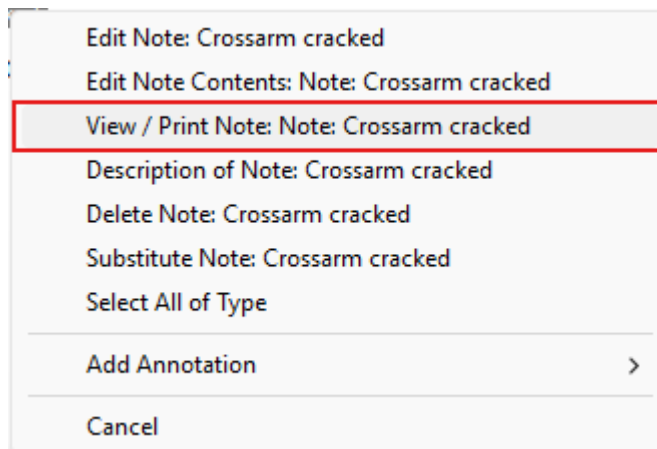 Edit Note: Crossarm cracked
Edit Note Contents: Note: Crossarm cracked
View / Print Note: Note: Crossarm cracked
Description of Note: Crossarm cracked
Delete Note: Crossarm cracked
Substitute Note: Crossarm cracked
Select All of Type
Add Annotation
Cancel